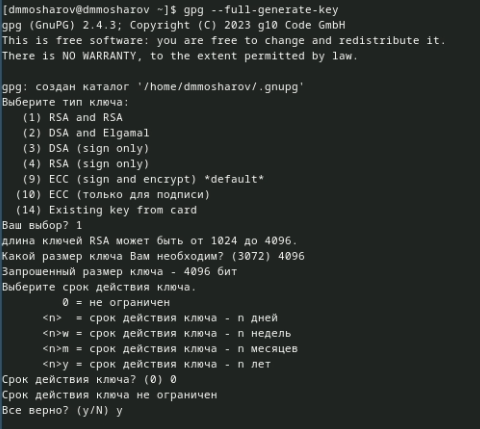 [dmmosharov@dmmosharov ~]$ gpg --full-generate-key
gpg (GnuPG) 2.4.3; Copyright (C) 2023 g10 Code GmbH
This is free software: you are free to change and redistribute it.
There is NO WARRANTY, to the extent permitted by law.

gpg: создан каталог '/home/dmmosharov/.gnupg'
Выберите тип ключа:
   (1) RSA and RSA
   (2) DSA and Elgamal
   (3) DSA (sign only)
   (4) RSA (sign only)
   (9) ECC (sign and encrypt) *default*
  (10) ECC (только для подписи)
  (14) Existing key from card
Ваш выбор? 1
длина ключей RSA может быть от 1024 до 4096.
Какой размер ключа Вам необходим? (3072) 4096
Запрошенный размер ключа - 4096 бит
Выберите срок действия ключа.
         0 = не ограничен
      <n>  = срок действия ключа - n дней
      <n>w = срок действия ключа - n недель
      <n>m = срок действия ключа - n месяцев
      <n>y = срок действия ключа - n лет
Срок действия ключа? (0) 0
Срок действия ключа не ограничен
Все верно? (y/N) y